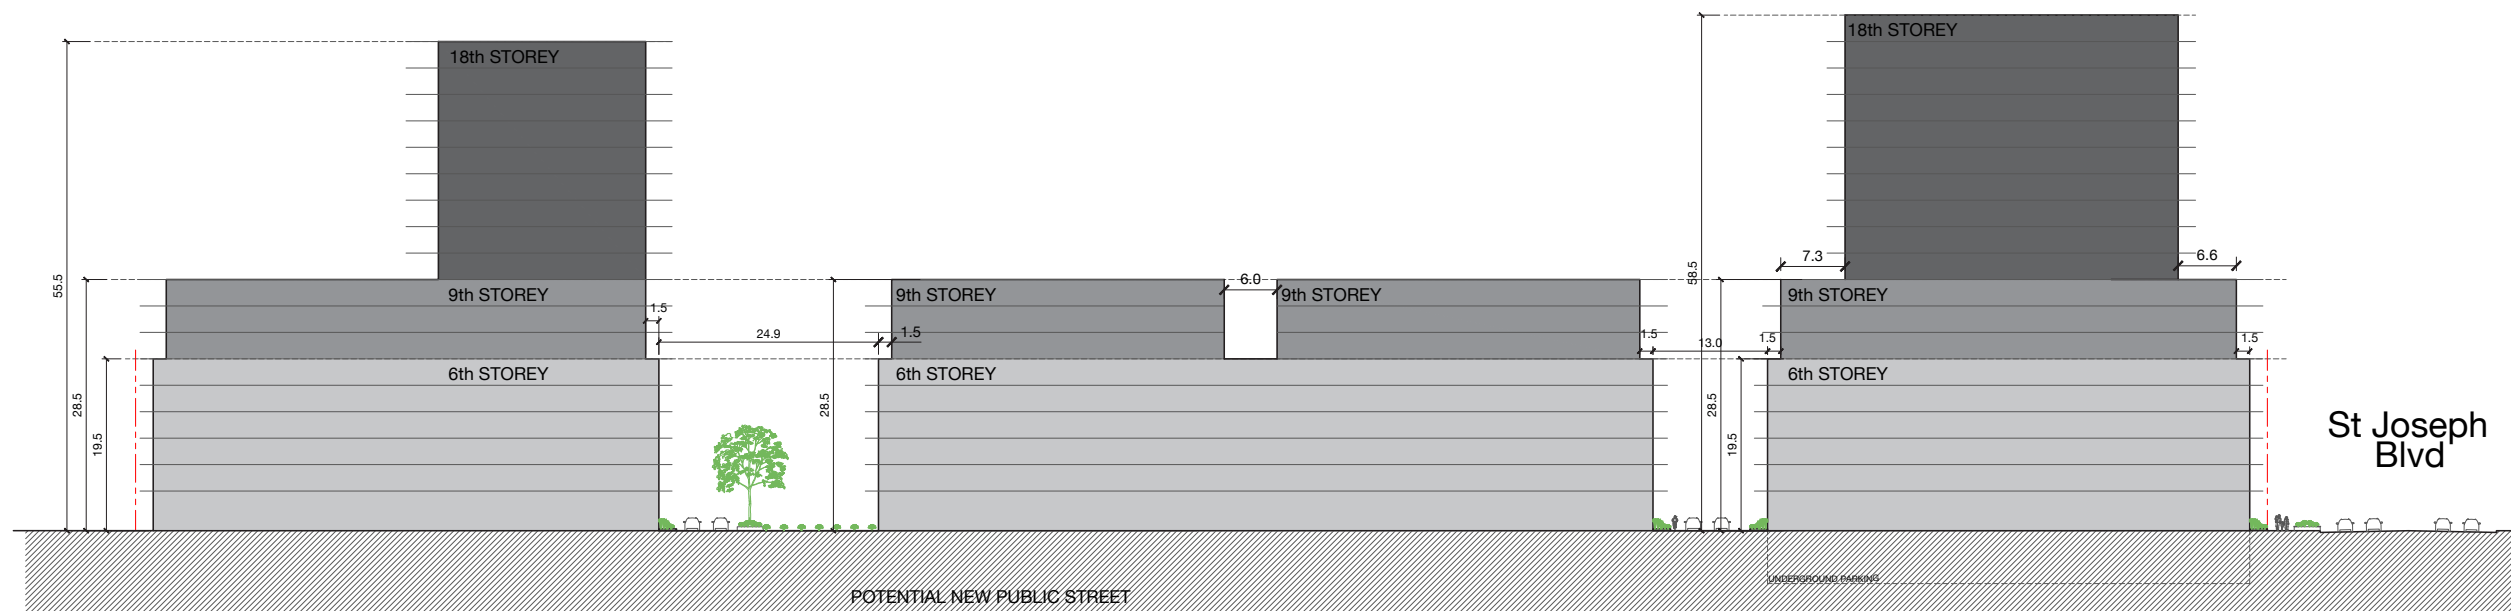 18th STOREY
18th STOREY
55.5
58.5
7.3
6.6
9th STOREY
6.0
9th STOREY
9th STOREY
9th STOREY
1.5
24.9
1.5
1.5
13.0
1.5
1.5
6th STOREY
6th STOREY
6th STOREY
28.5
19.5
28.5
28.5
19.5
St Joseph
Blvd
UNDERGROUND PARKING
POTENTIAL NEW PUBLIC STREET